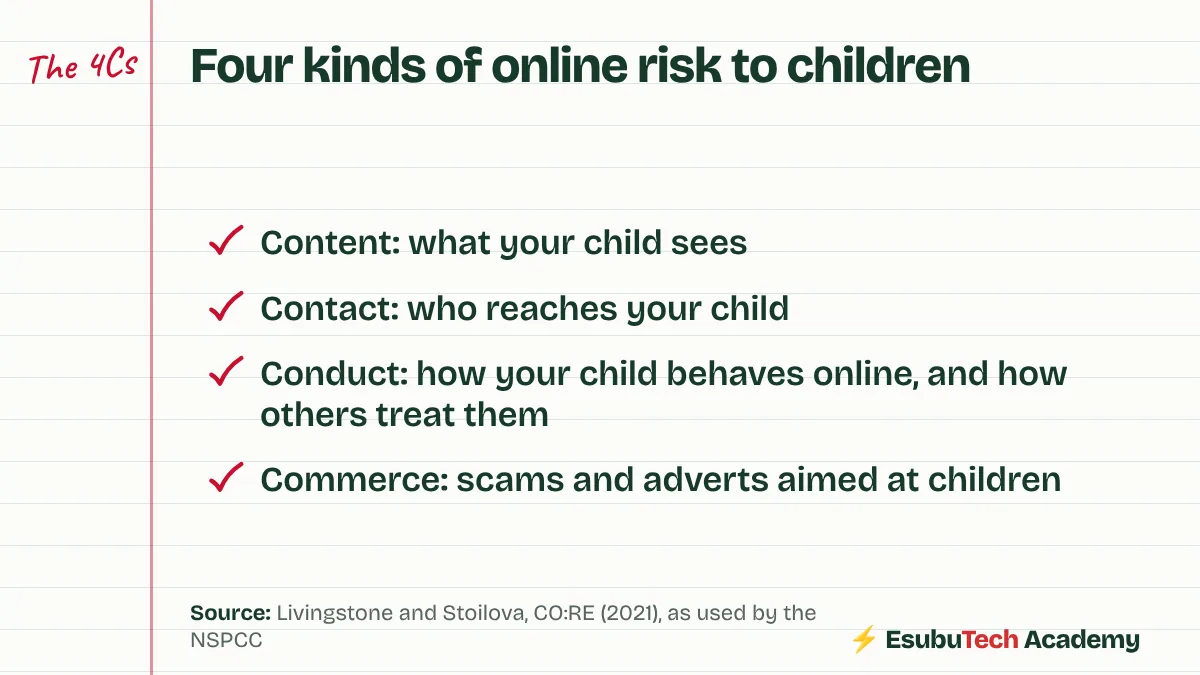 The 4Cs
Four kinds of online risk to children
Content: what your child sees
Contact: who reaches your child
Conduct: how your child behaves online, and how
others treat them
Commerce: scams and adverts aimed at children
Source: Livingstone and Stoilova, CO:RE (2021), as used by the
NSPCC
EsubuTech Academy